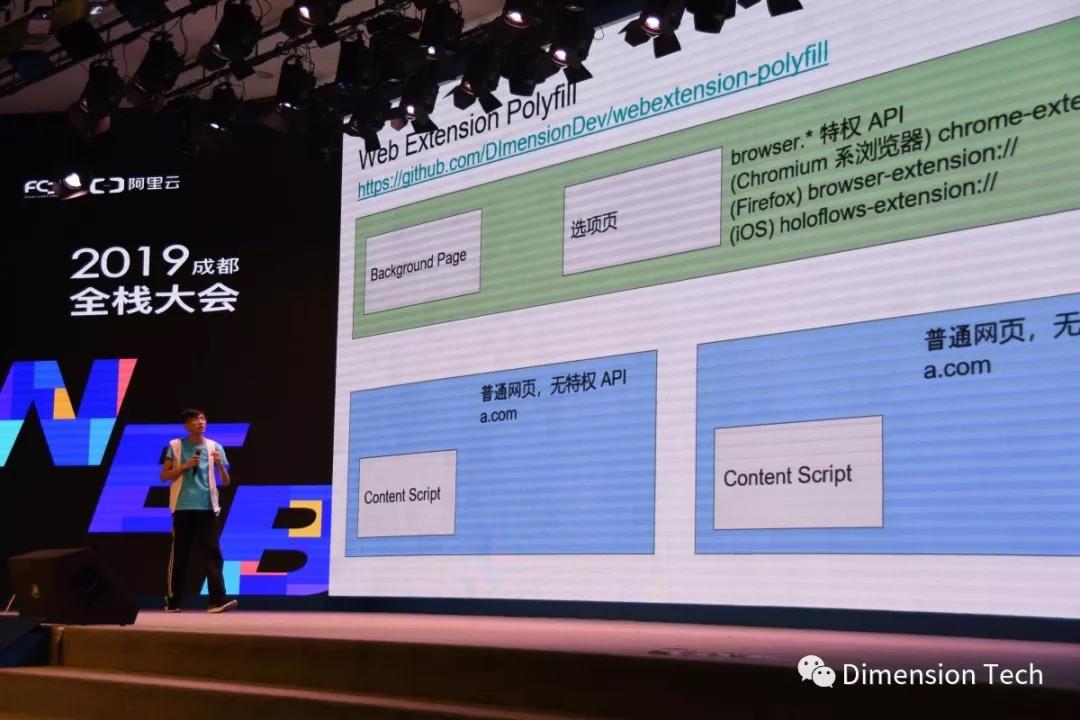 Web Extension Polyfill
https://github.com/DImensionDev/webextension-polyfill
browser.* 特权 API
(Chromium 系浏览器) chrome-exte
(Firefox) browser-extension://
(iOS) holoflows-extension://
选项页
Background Page
阿里云
2019成都
全栈大会
普通网页，无特权 API
a.com
Content Script
普通网页，无
a.com
Content Script
WEB
Dimension Tech